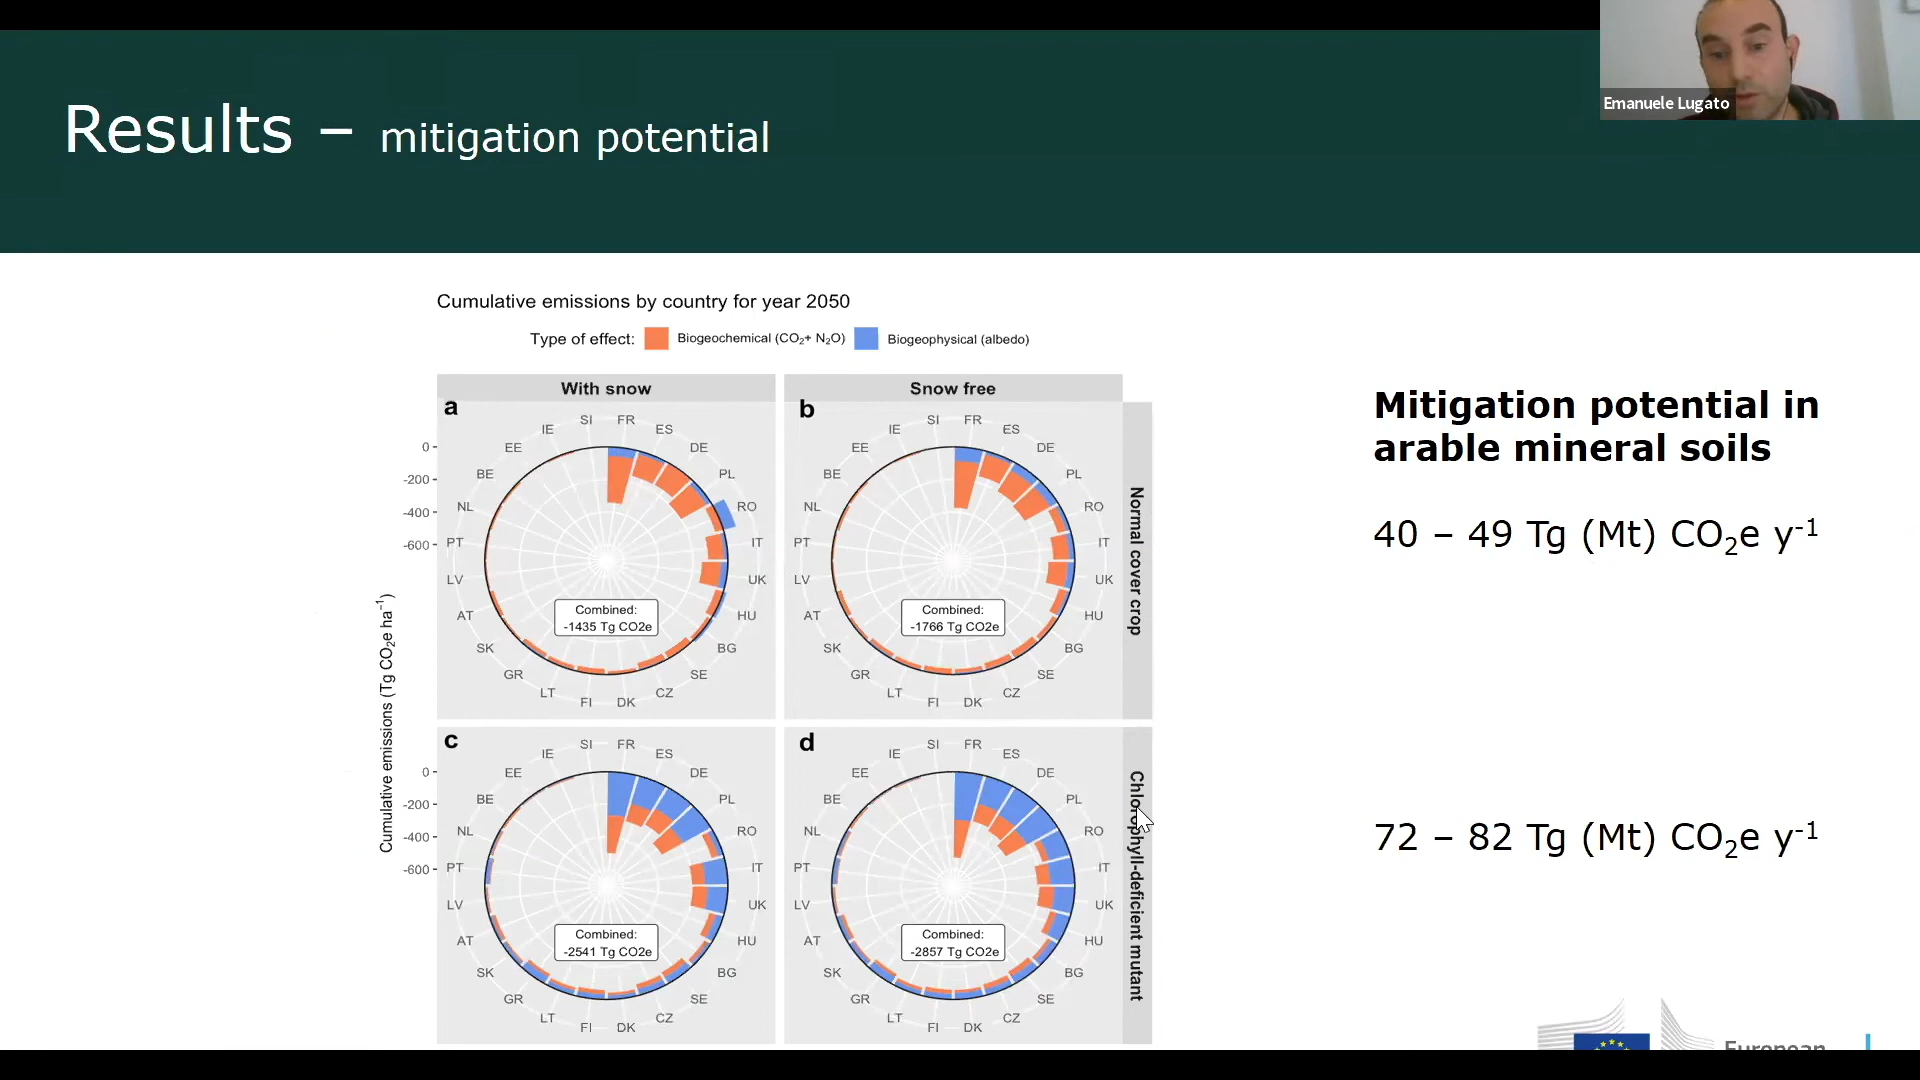 Emanuele Lugato
Results – mitigation potential
Cumulative emissions by country for year 2050
Type of effect: Biogeochemical (CO₂+ N₂O) Biogeophysical (albedo)
With snow
Snow free
Normal cover crop
Chlorophyll-deficient mutant
Cumulative emissions (Tg CO₂e ha⁻¹)
a
0
-200
-400
-600
SI FR ES DE PL RO IT UK HU BG SE CZ DK FI LT GR SK AT LV PT NL BE EE IE
Combined:
-1435 Tg CO2e
b
SI FR ES DE PL RO IT UK HU BG SE CZ DK FI LT GR SK AT LV PT NL BE EE IE
Combined:
-1766 Tg CO2e
c
0
-200
-400
-600
SI FR ES DE PL RO IT UK HU BG SE CZ DK FI LT GR SK AT LV PT NL BE EE IE
Combined:
-2541 Tg CO2e
d
SI FR ES DE PL RO IT UK HU BG SE CZ DK FI LT GR SK AT LV PT NL BE EE IE
Combined:
-2857 Tg CO2e
Mitigation potential in
arable mineral soils
40 – 49 Tg (Mt) CO₂e y⁻¹
72 – 82 Tg (Mt) CO₂e y⁻¹
European